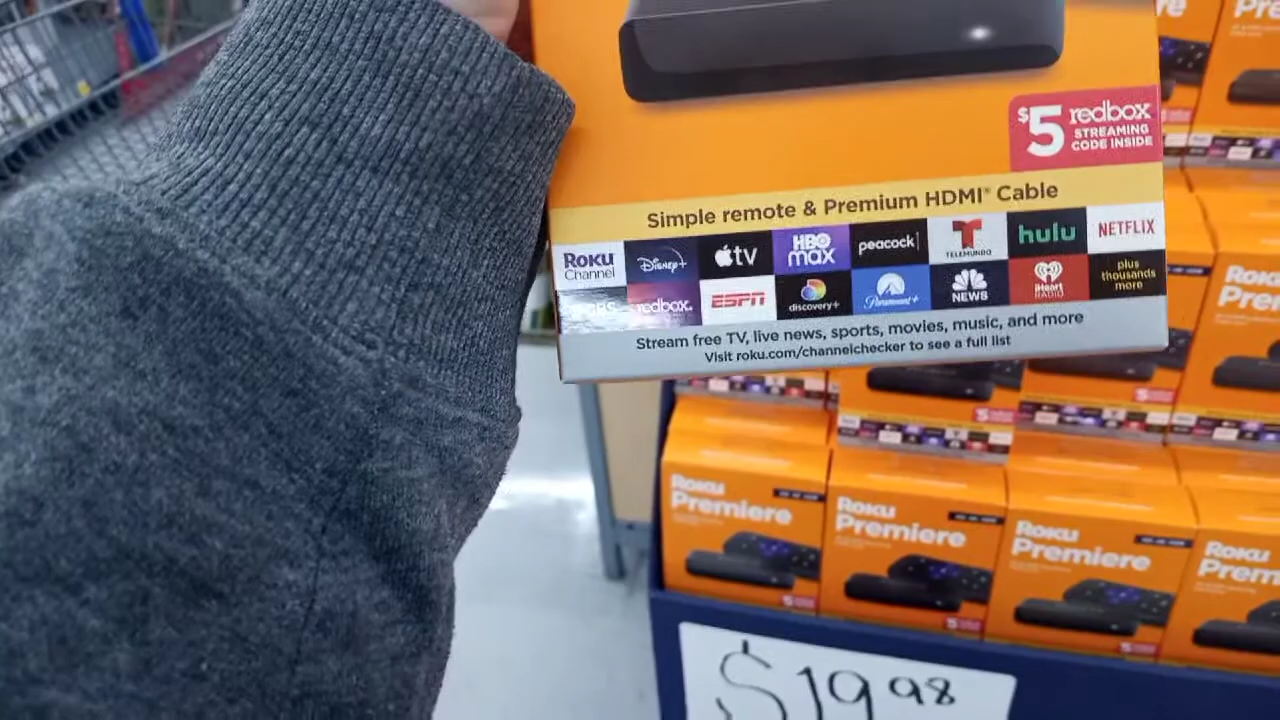 $5 redbox
STREAMING
CODE INSIDE
Simple remote & Premium HDMI® Cable
Roku Channel
Disney+
tv
HBO max
peacock
TELEMUNDO
hulu
NETFLIX
redbox.
ESPN
discovery+
Paramount+
NEWS
iHeart RADIO
plus thousands more
Stream free TV, live news, sports, movies, music, and more
Visit roku.com/channelchecker to see a full list
Roku
Premiere
Roku
Premiere
Roku
Premiere
Roku
Prem
Roku
Pre
$19 98